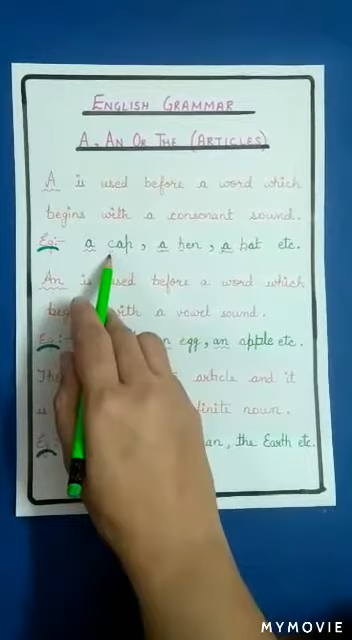 ENGLISH GRAMMAR
A, AN OR THE (ARTICLES)
A is used before a word which
begins with a consonant sound.
Eg:- a cap, a hen, a bat etc.
An is used before a word which
with a vowel sound.
egg, an apple etc.
article and it
noun.
the Earth etc.
MYMOVIE